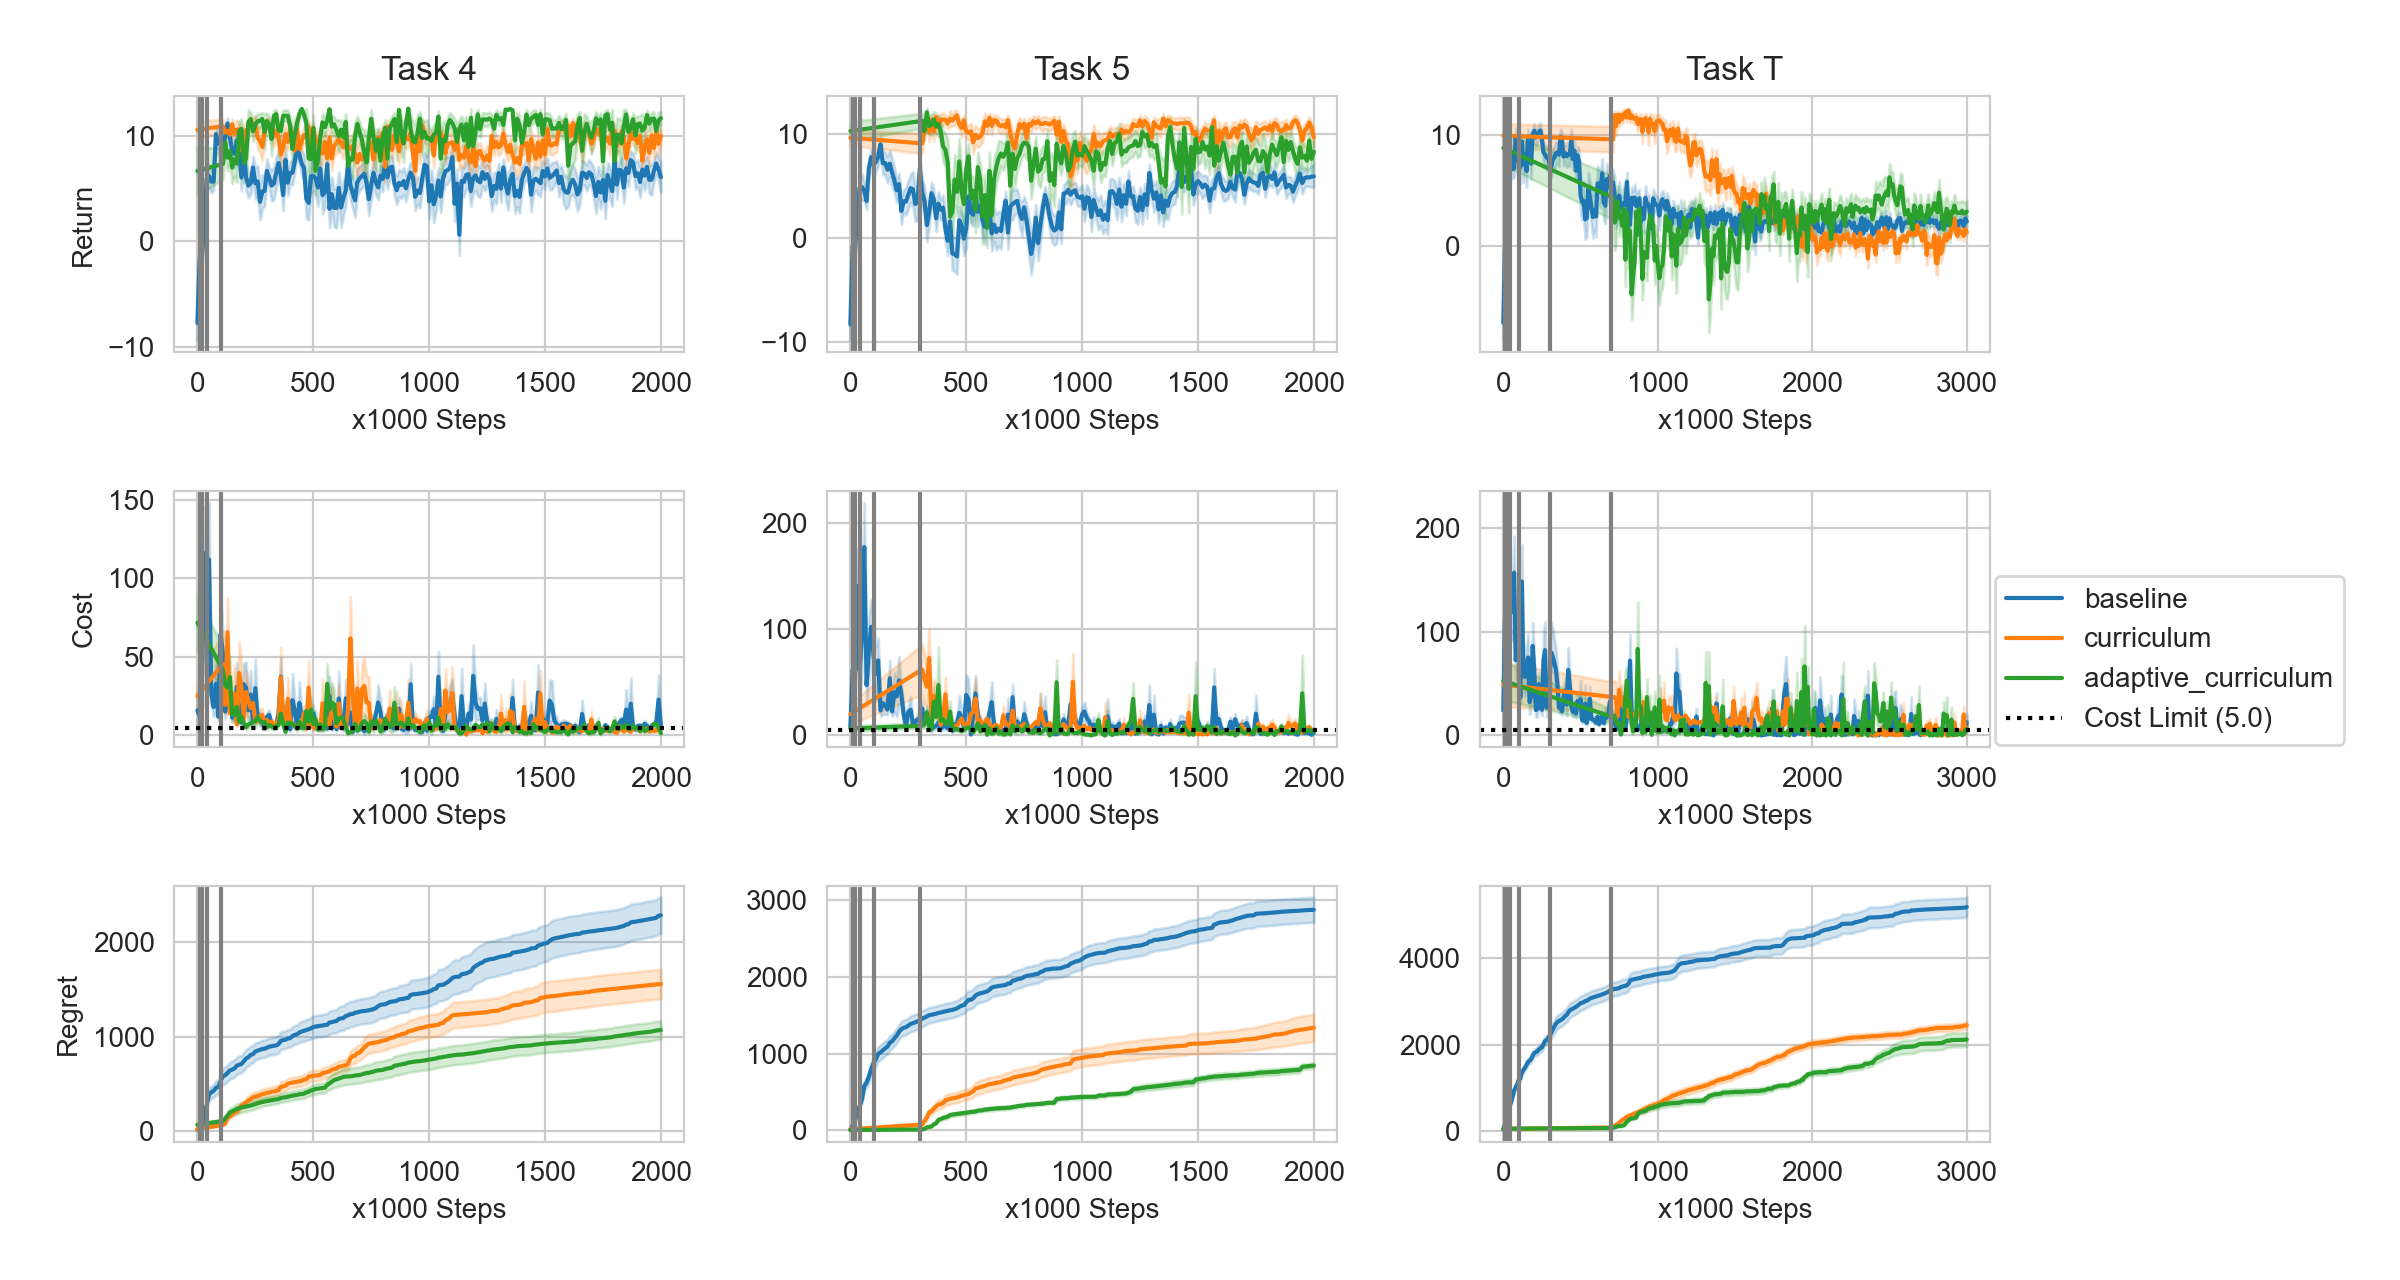 Task 4
Task 5
Task T
Return
10
0
−10
0 500 1000 1500 2000
x1000 Steps
10
0
−10
0 500 1000 1500 2000
x1000 Steps
10
0
0 1000 2000 3000
x1000 Steps
Cost
150
100
50
0
0 500 1000 1500 2000
x1000 Steps
200
100
0
0 500 1000 1500 2000
x1000 Steps
200
100
0
0 1000 2000 3000
x1000 Steps
baseline
curriculum
adaptive_curriculum
Cost Limit (5.0)
Regret
2000
1000
0
0 500 1000 1500 2000
x1000 Steps
3000
2000
1000
0
0 500 1000 1500 2000
x1000 Steps
4000
2000
0
0 1000 2000 3000
x1000 Steps